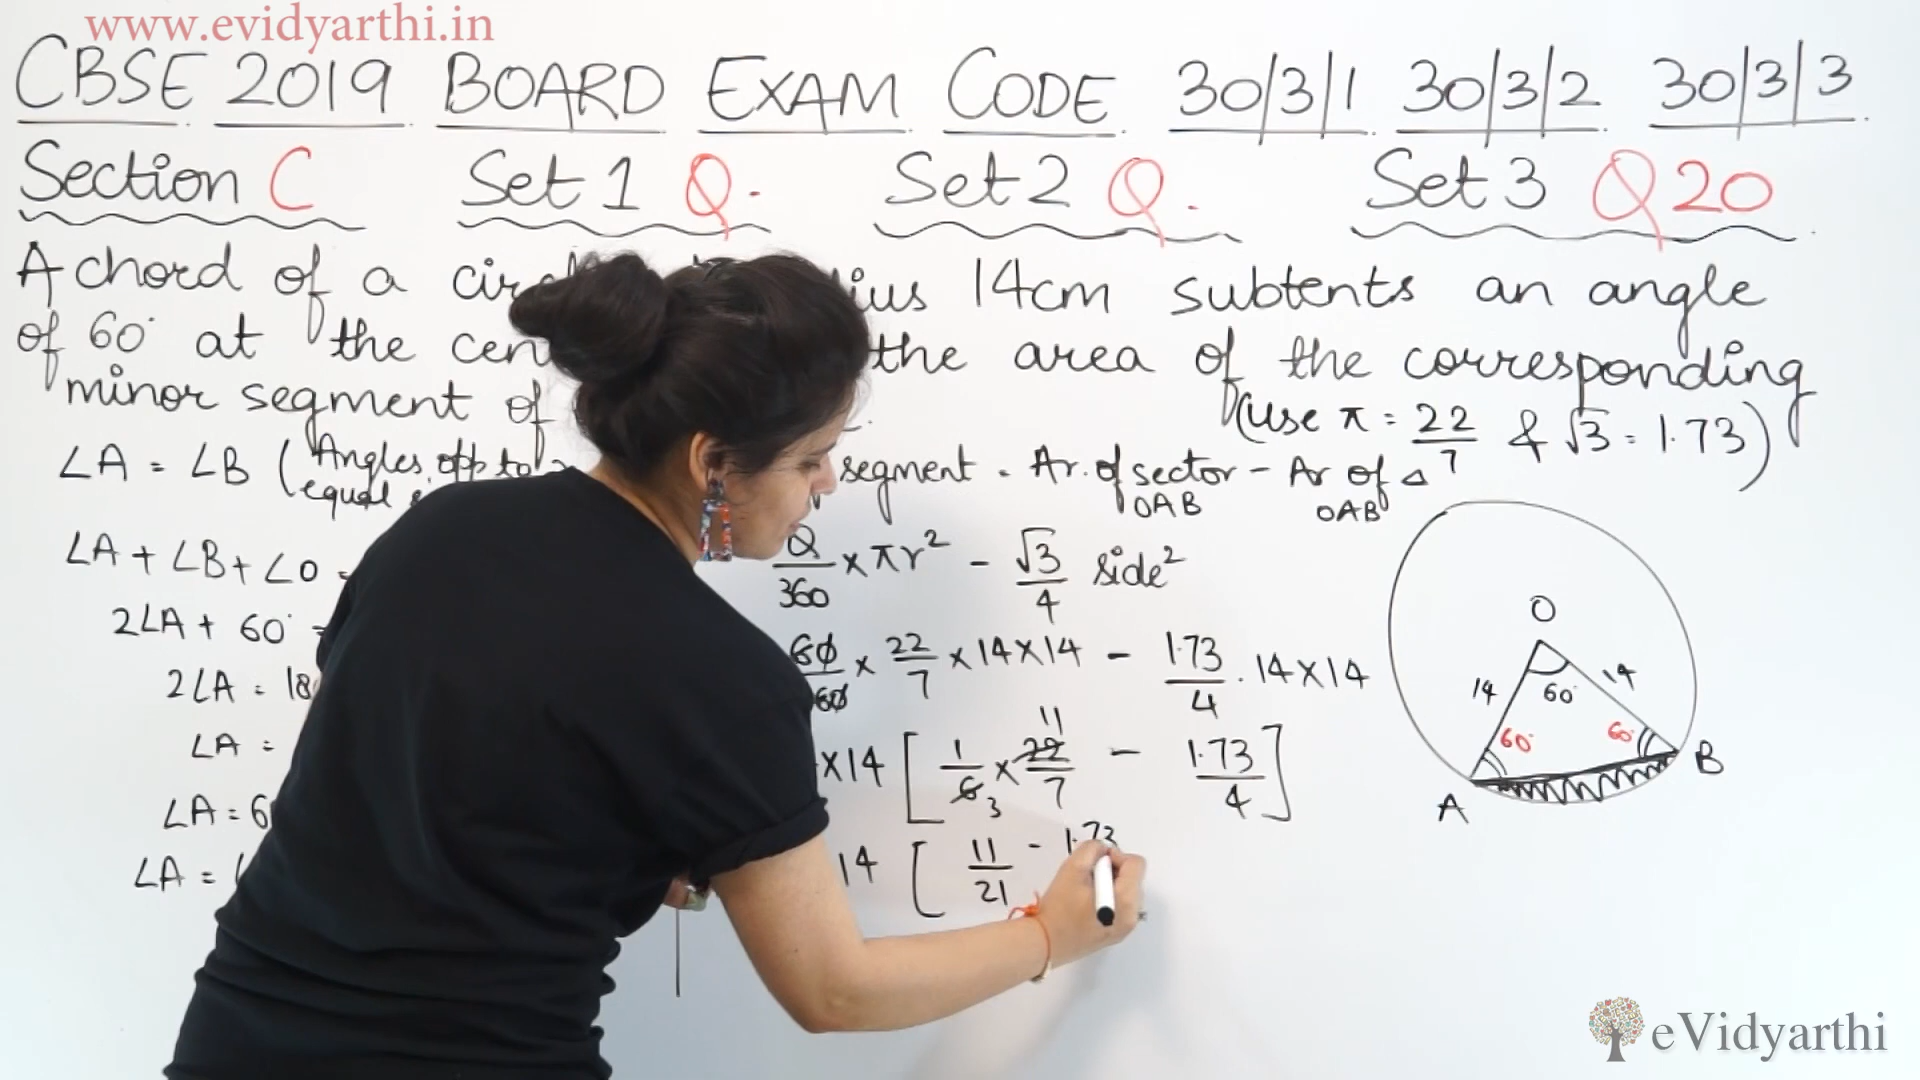 www.evidyarthi.in
CBSE 2019 BOARD EXAM CODE 30/3/1 30/3/2 30/3/3
Section C Set 1 Q. Set 2 Q. Set 3 Q20
A chord of a ius 14cm subtents an angle
of 60° at the the area of the corresponding
minor segment of
(use π = 22/7 & √3 = 1.73)
∠A = ∠B (Angles opp to
equal
segment = Ar. of sector - Ar of △
OAB OAB
∠A + ∠B + ∠O =
2∠A + 60° =
2∠A = 18
∠A =
∠A = 6
∠A =
Q/360 × πr² - √3/4 side²
60/60 × 22/7 × 14 × 14 - 1.73/4 . 14 × 14
×14 [ 1/6 3 × 22 11/7 - 1.73/4 ]
14 [ 11/21 - 1.73
O
14 60° 14
60° 60°
A B
eVidyarthi